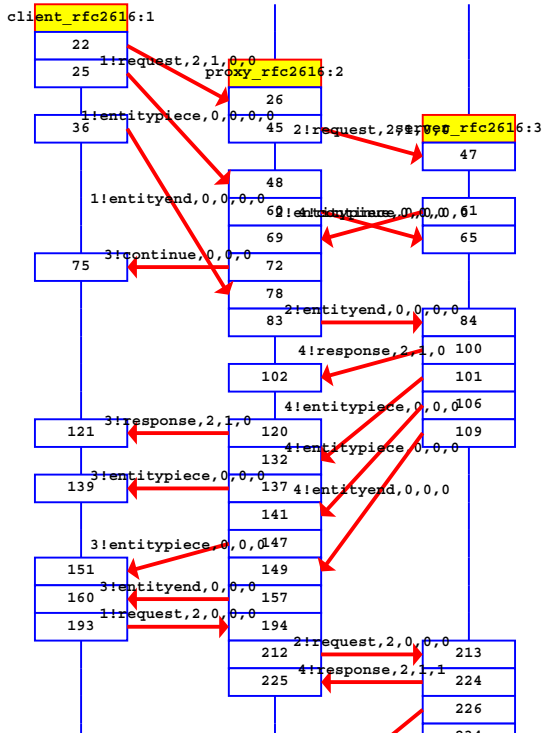 client_rfc2616:1
22
1!request,2,1,0,0
25
proxy_rfc2616:2
26
1!entitypiece,0,0,0,0
36
45
server_rfc2616:3
47
48
1!entityend,0,0,0,0
60
61
69
65
3!continue,0,0,0
75
72
78
2!entityend,0,0,0,0
83
84
4!response,2,1,0
100
102
101
4!entitypiece,0,0,0
106
3!response,2,1,0
121
120
109
4!entitypiece,0,0,0
132
3!entitypiece,0,0,0
139
137
4!entityend,0,0,0
141
3!entitypiece,0,0,0
147
151
149
3!entityend,0,0,0
160
157
1!request,2,0,0,0
193
194
2!request,2,0,0,0
212
213
4!response,2,1,1
225
224
226